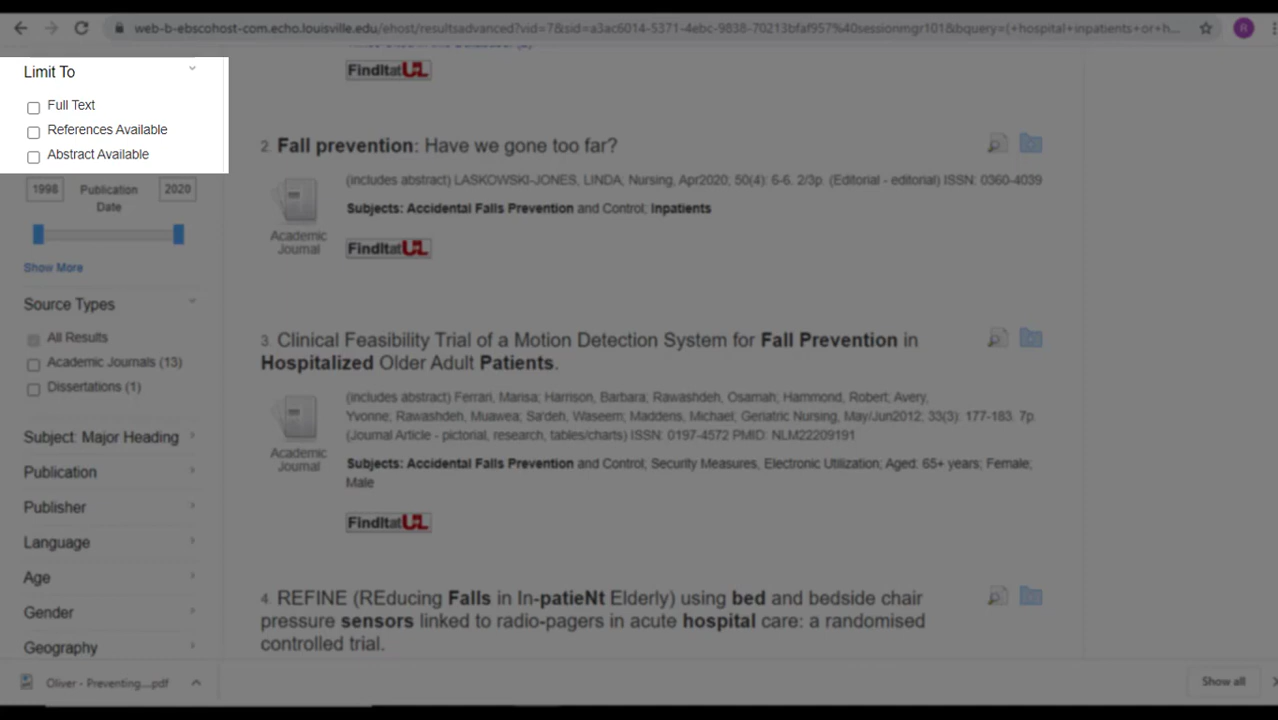 web-b-ebscohost-com.echo.louisville.edu/ehost/resultsadvanced?vid=7&sid=a3ac6014-5371-4ebc-9838-70213bfaf957%40sessionmgr101&bquery=(+hospital+inpatients+or+h...
R
Limit To
Full Text
References Available
Abstract Available
1998 Publication Date 2020
Show More
Source Types
All Results
Academic Journals (13)
Dissertations (1)
Subject: Major Heading
Publication
Publisher
Language
Age
Gender
Geography
FindItatUL
2. Fall prevention: Have we gone too far?
(includes abstract) LASKOWSKI-JONES, LINDA; Nursing, Apr2020; 50(4): 6-6. 2/3p. (Editorial - editorial) ISSN: 0360-4039
Subjects: Accidental Falls Prevention and Control; Inpatients
Academic
Journal
FindItatUL
3. Clinical Feasibility Trial of a Motion Detection System for Fall Prevention in
Hospitalized Older Adult Patients.
(includes abstract) Ferrari, Marisa; Harrison, Barbara; Rawashdeh, Osamah; Hammond, Robert; Avery,
Yvonne; Rawashdeh, Muawea; Sa'deh, Waseem; Maddens, Michael; Geriatric Nursing, May/Jun2012; 33(3): 177-183. 7p.
(Journal Article - pictorial, research, tables/charts) ISSN: 0197-4572 PMID: NLM22209191
Subjects: Accidental Falls Prevention and Control; Security Measures, Electronic Utilization; Aged: 65+ years; Female;
Male
Academic
Journal
FindItatUL
4. REFINE (REducing Falls in In-patieNt Elderly) using bed and bedside chair
pressure sensors linked to radio-pagers in acute hospital care: a randomised
controlled trial.
Oliver - Preventing....pdf
Show all